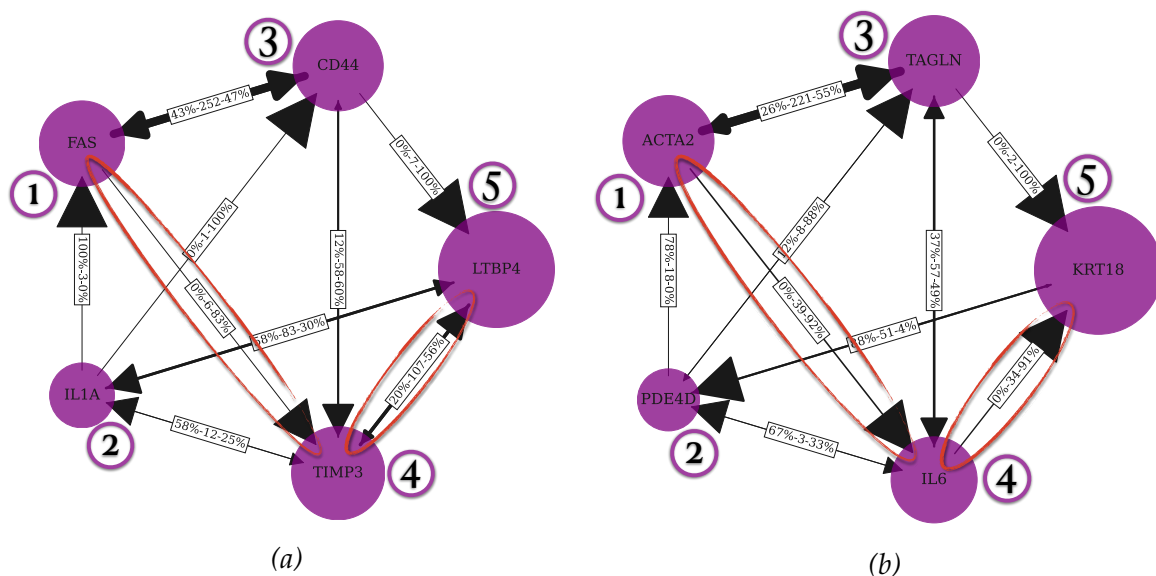 3
CD44
43%-252-47%
FAS
1
0%-7-100%
5
0%-1-100%
100%-3-0%
12%-58-60%
LTBP4
0%-6-83%
58%-83-30%
20%-107-56%
IL1A
2
58%-12-25%
TIMP3
4
(a)
3
TAGLN
26%-221-55%
ACTA2
1
0%-2-100%
5
12%-8-88%
78%-18-0%
37%-57-49%
KRT18
0%-39-92%
%-51-4%
0%-34-91%
PDE4D
2
67%-3-33%
IL6
4
(b)